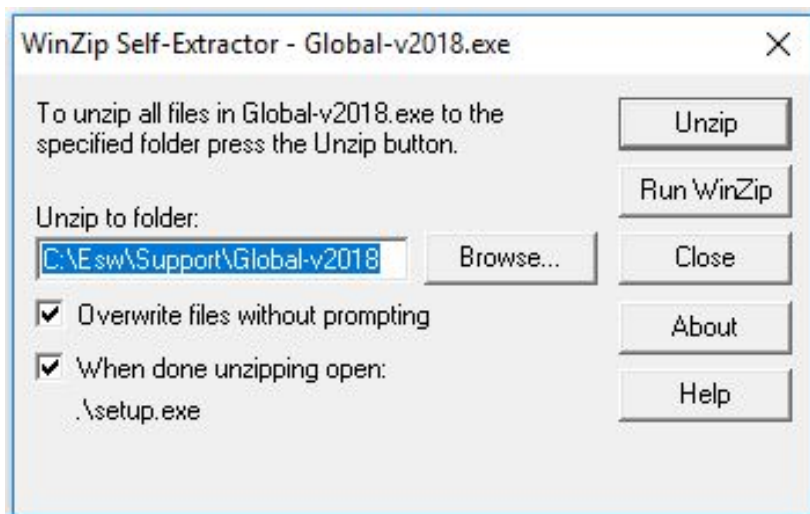 WinZip Self-Extractor - Global-v2018.exe
To unzip all files in Global-v2018.exe to the
specified folder press the Unzip button.
Unzip
Run WinZip
Unzip to folder:
C:\Esw\Support\Global-v2018
Browse...
Close
Overwrite files without prompting
About
When done unzipping open:
.\setup.exe
Help